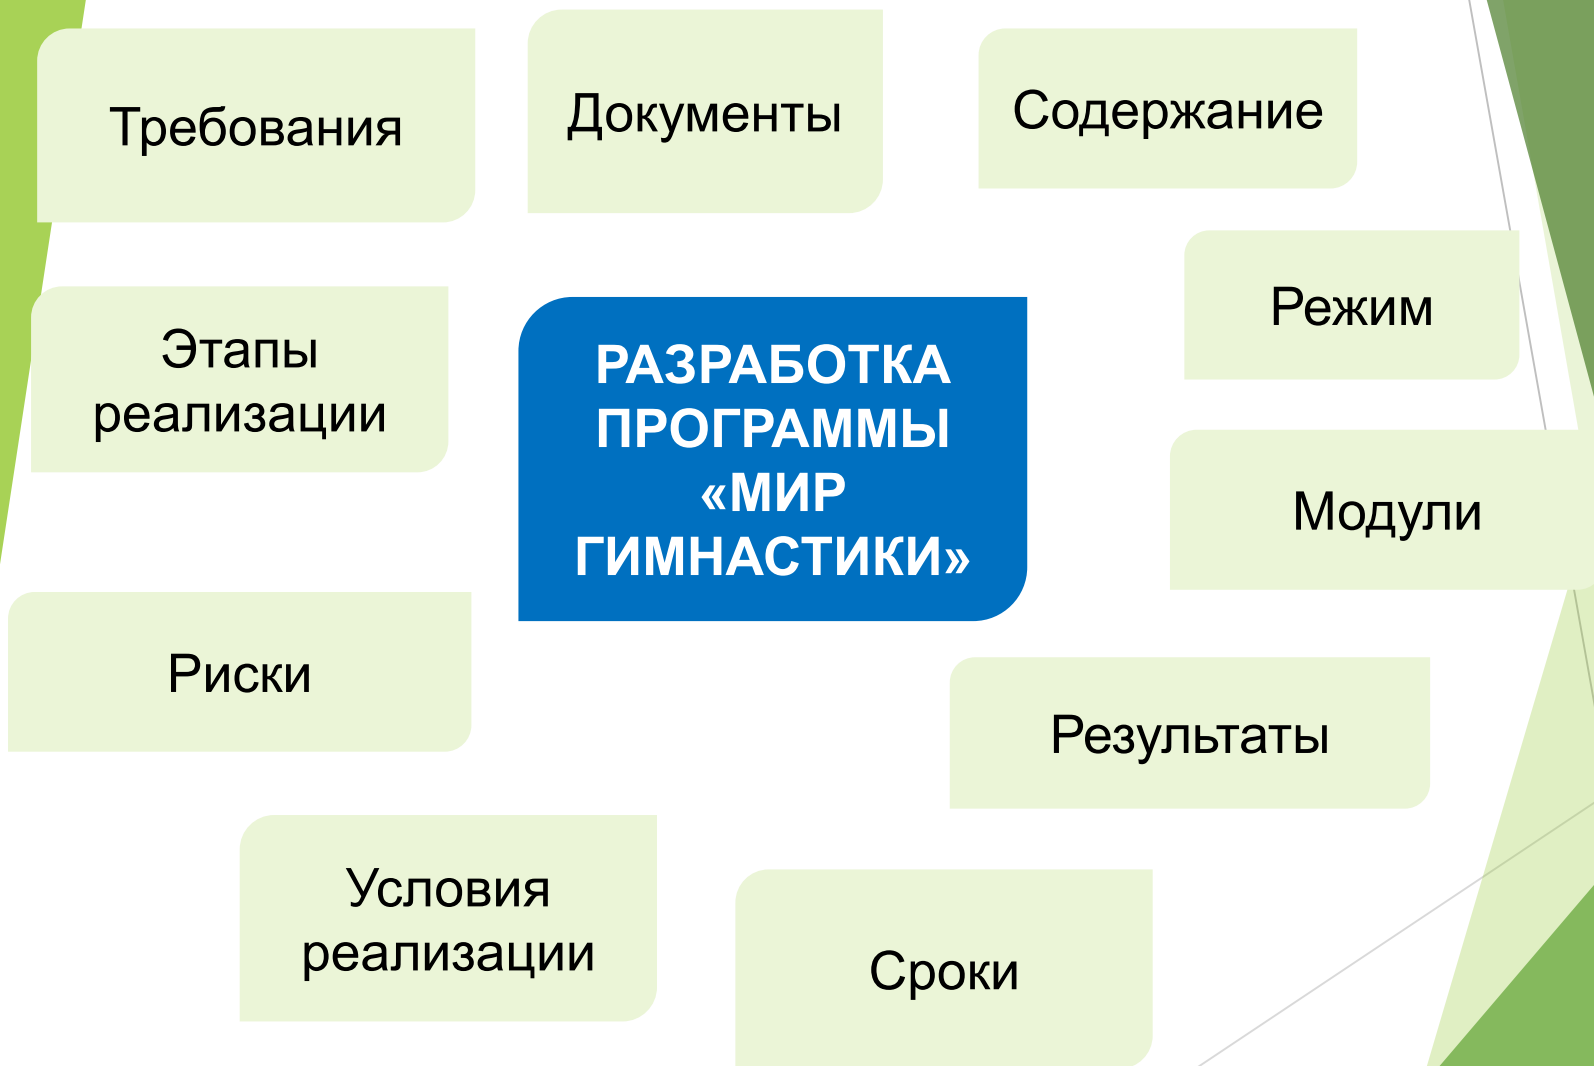 Требования
Документы
Содержание
Режим
Этапы
реализации
РАЗРАБОТКА
ПРОГРАММЫ
«МИР
ГИМНАСТИКИ»
Модули
Риски
Результаты
Условия
реализации
Сроки